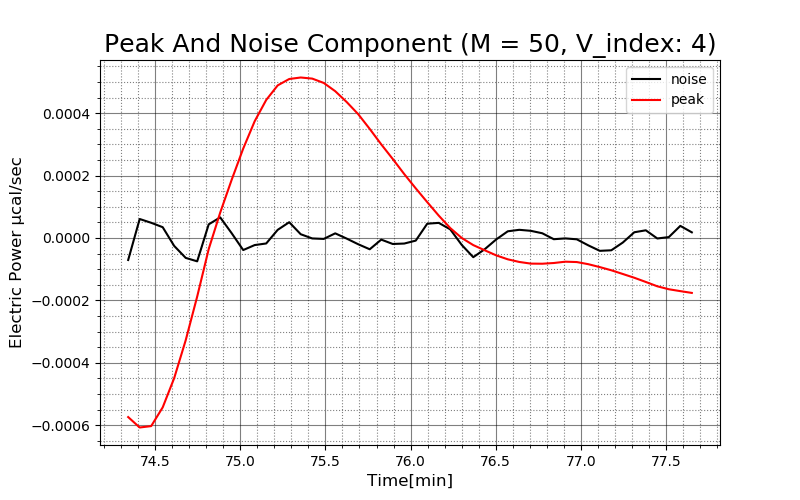 Peak And Noise Component (M = 50, V_index: 4)
noise
peak
0.0004
0.0002
0.0000
−0.0002
−0.0004
−0.0006
Electric Power μcal/sec
74.5 75.0 75.5 76.0 76.5 77.0 77.5
Time[min]